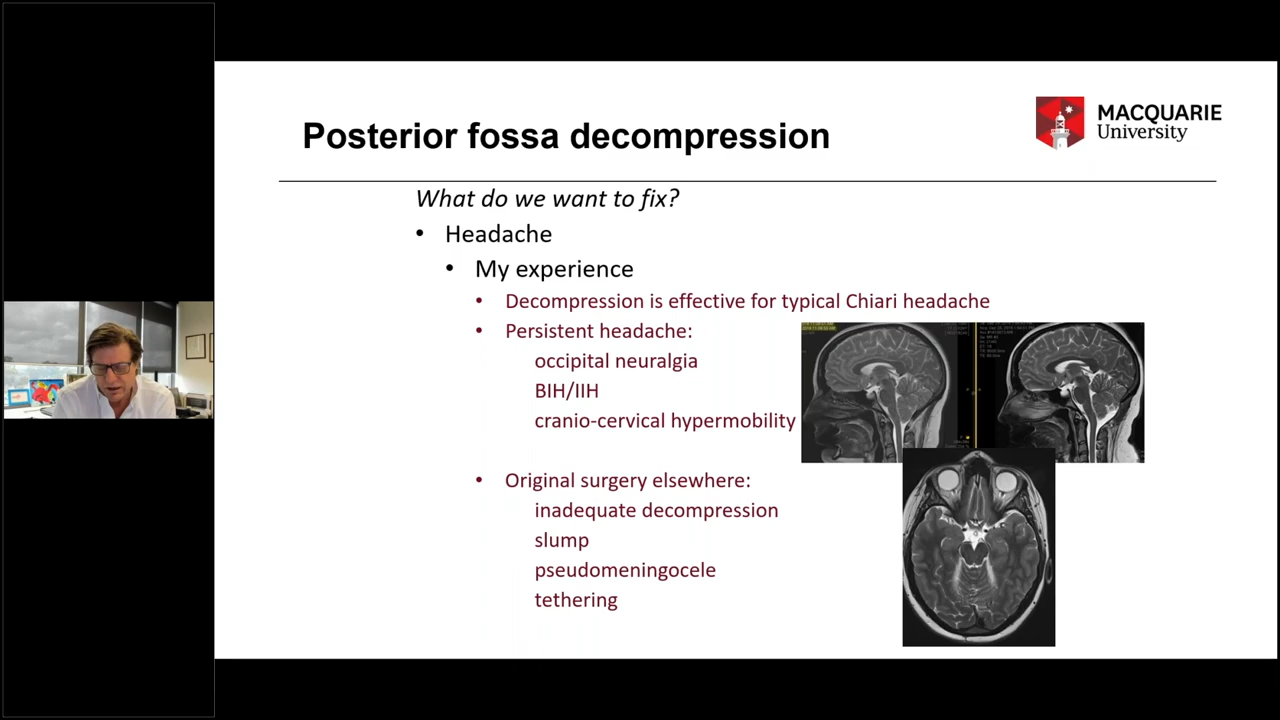 Posterior fossa decompression
MACQUARIE
University
What do we want to fix?
• Headache
• My experience
• Decompression is effective for typical Chiari headache
• Persistent headache:
occipital neuralgia
BIH/IIH
cranio-cervical hypermobility
• Original surgery elsewhere:
inadequate decompression
slump
pseudomeningocele
tethering